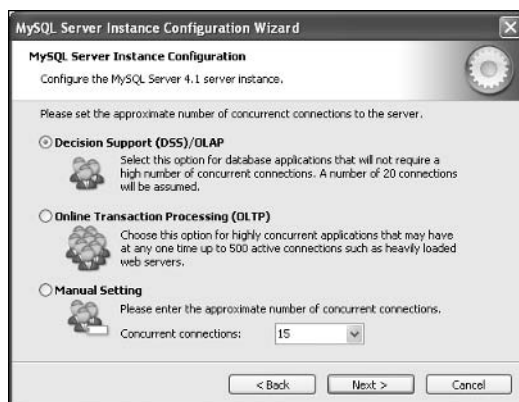 MySQL Server Instance Configuration Wizard
MySQL Server Instance Configuration
Configure the MySQL Server 4.1 server instance.
Please set the approximate number of concurrenct connections to the server.
Decision Support (DSS)/OLAP
Select this option for database applications that will not require a
high number of concurrent connections. A number of 20 connections
will be assumed.
Online Transaction Processing (OLTP)
Choose this option for highly concurrent applications that may have
at any one time up to 500 active connections such as heavily loaded
web servers.
Manual Setting
Please enter the approximate number of concurrent connections.
Concurrent connections: 15
< Back Next > Cancel